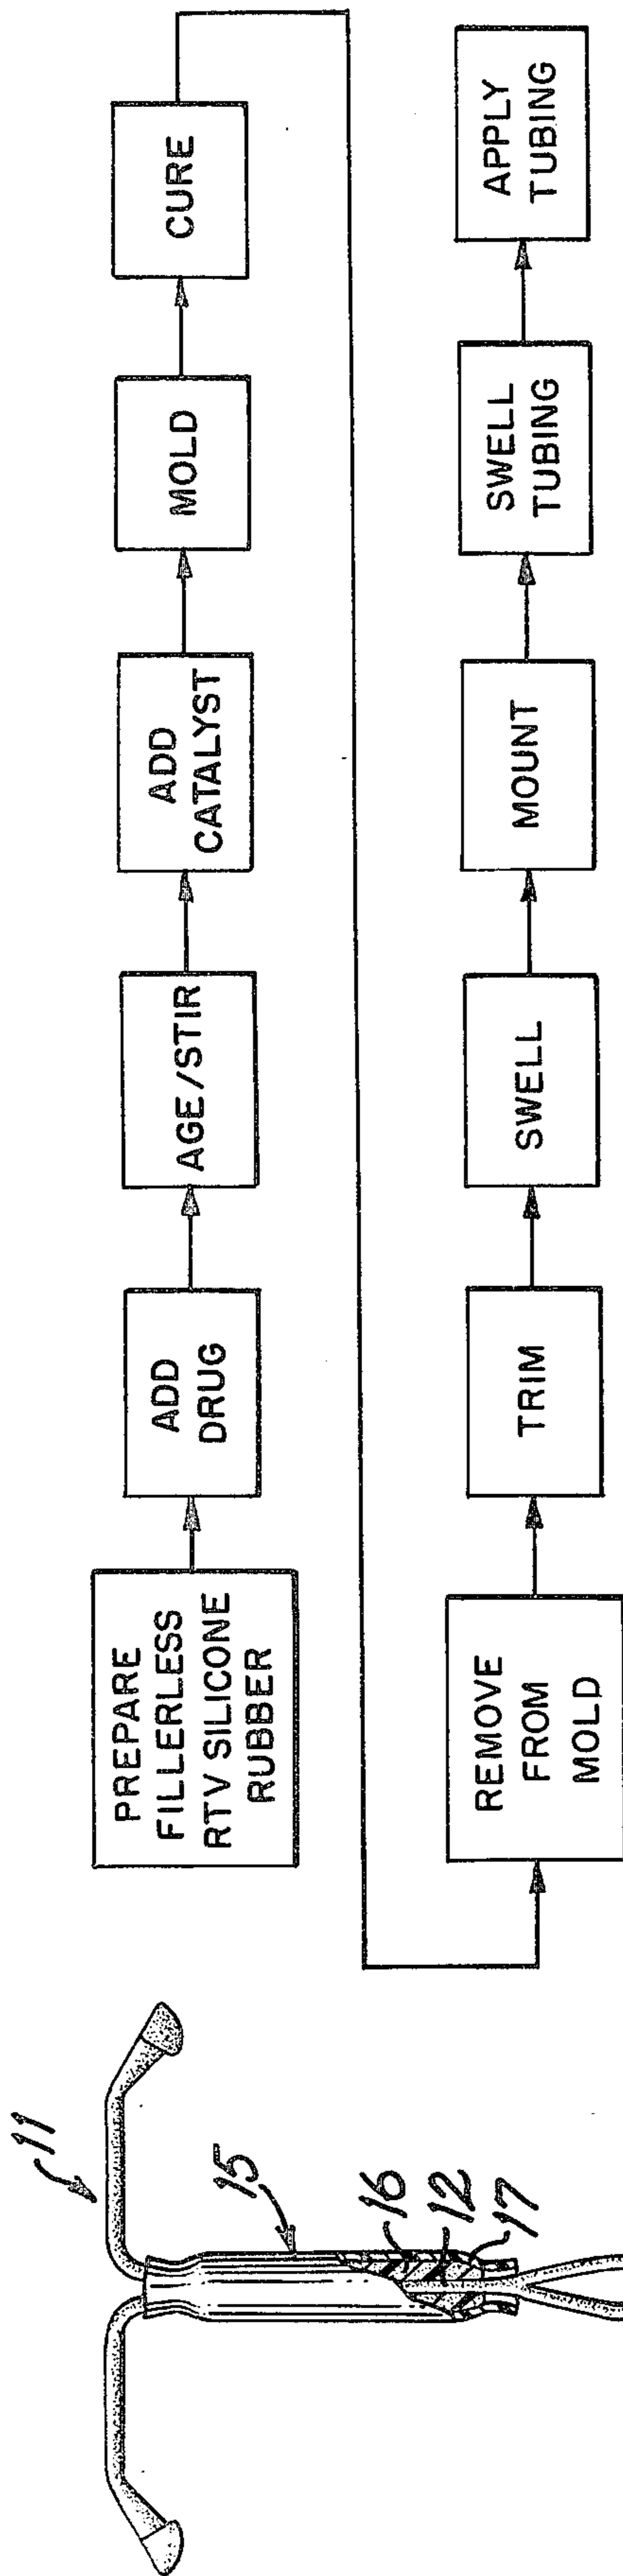 PREPARE
FILLERLESS
RTV SILICONE
RUBBER
ADD
DRUG
AGE/STIR
ADD
CATALYST
MOLD
CURE
REMOVE
FROM
MOLD
TRIM
SWELL
MOUNT
SWELL
TUBING
APPLY
TUBING
11
15
16
12
17